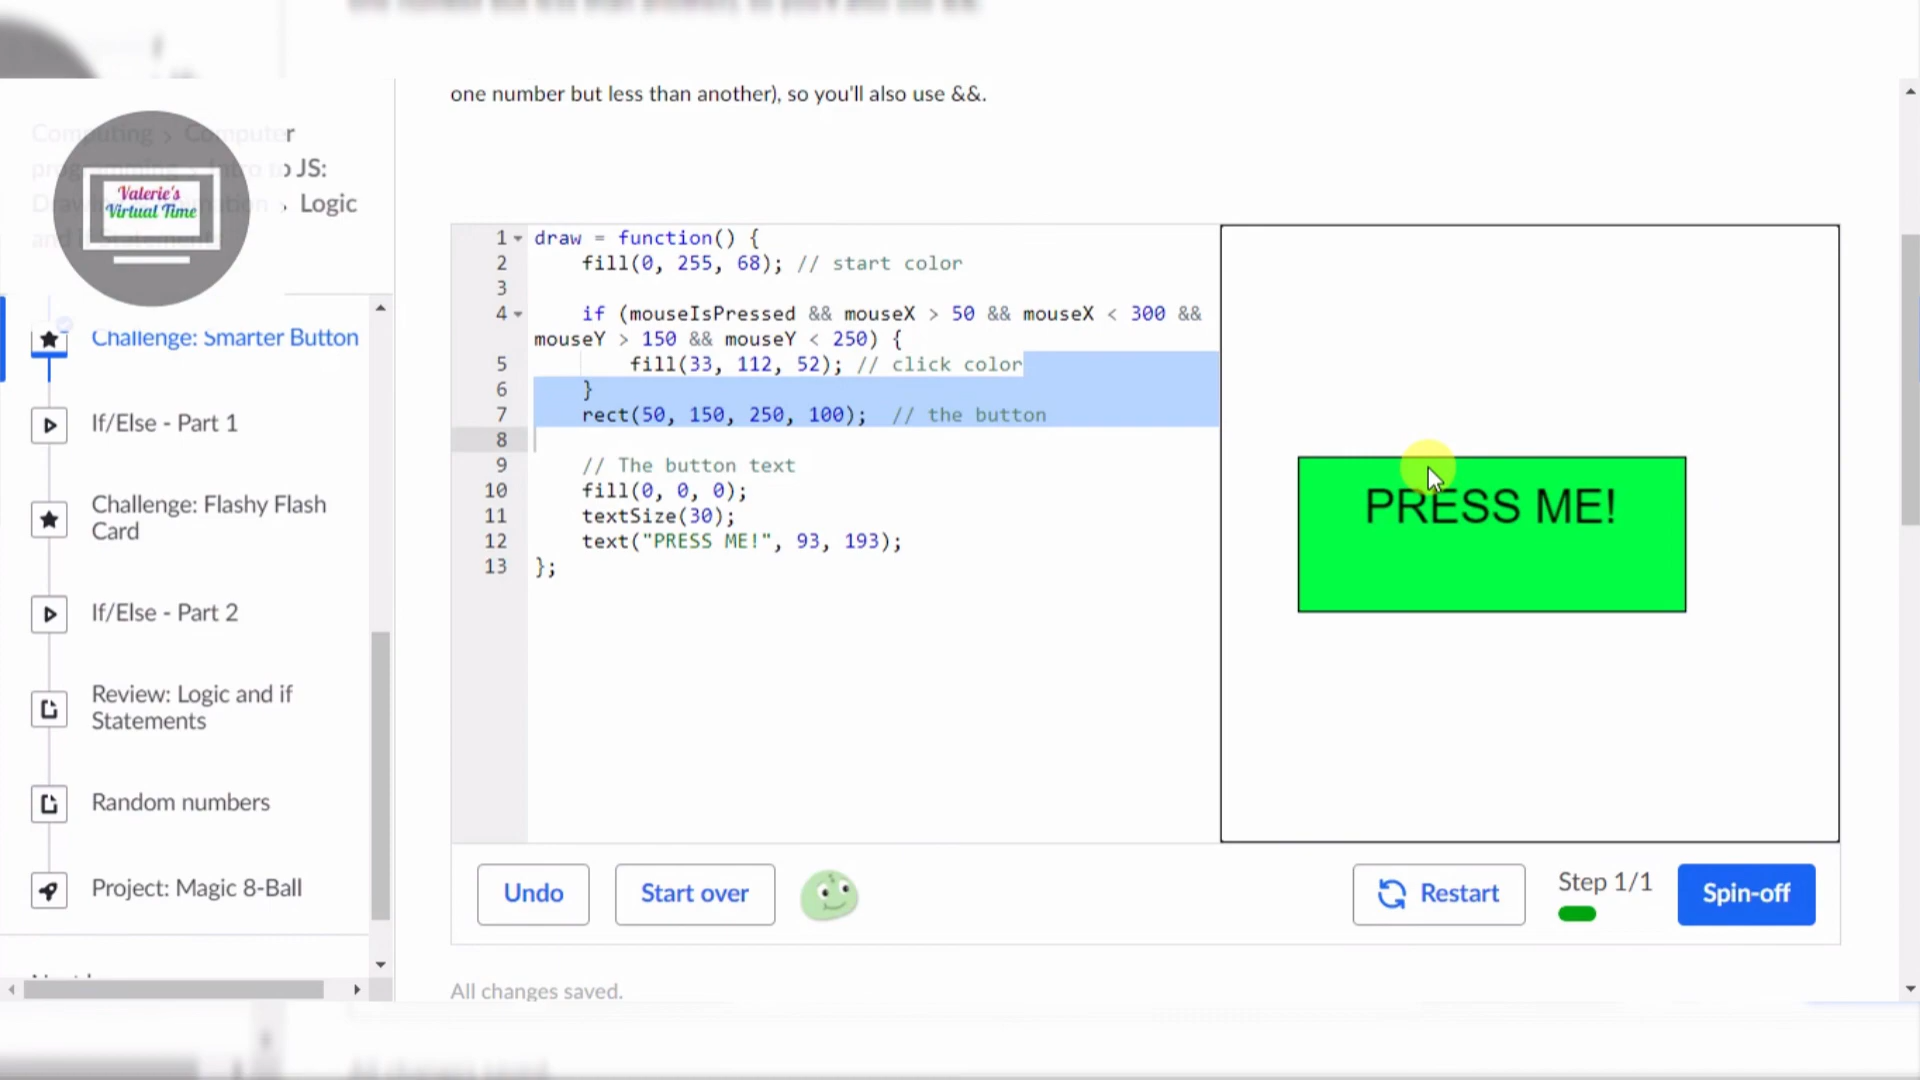 one number but less than another), so you'll also use &&.
Computing > Computer
programming > Intro to JS:
Logic
Valerie's
Virtual Time
Challenge: Smarter Button
If/Else - Part 1
Challenge: Flashy Flash
Card
If/Else - Part 2
Review: Logic and if
Statements
Random numbers
Project: Magic 8-Ball
1 draw = function() {
2 fill(0, 255, 68); // start color
3
4 if (mouseIsPressed && mouseX > 50 && mouseX < 300 &&
mouseY > 150 && mouseY < 250) {
5 fill(33, 112, 52); // click color
6 }
7 rect(50, 150, 250, 100); // the button
8
9 // The button text
10 fill(0, 0, 0);
11 textSize(30);
12 text("PRESS ME!", 93, 193);
13 };
PRESS ME!
Undo
Start over
Restart
Step 1/1
Spin-off
All changes saved.